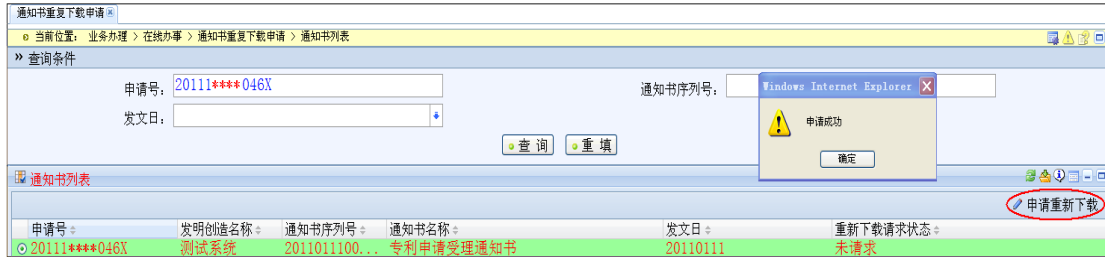 通知书重复下载申请
当前位置： 业务办理 > 在线办事 > 通知书重复下载申请 > 通知书列表
» 查询条件
申请号： 20111****046X 通知书序列号：
发文日：
查 询 重 填
Windows Internet Explorer
申请成功
确定
通知书列表
申请重新下载
申请号 发明创造名称 通知书序列号 通知书名称 发文日 重新下载请求状态
20111****046X 测试系统 2011011100... 专利申请受理通知书 20110111 未请求